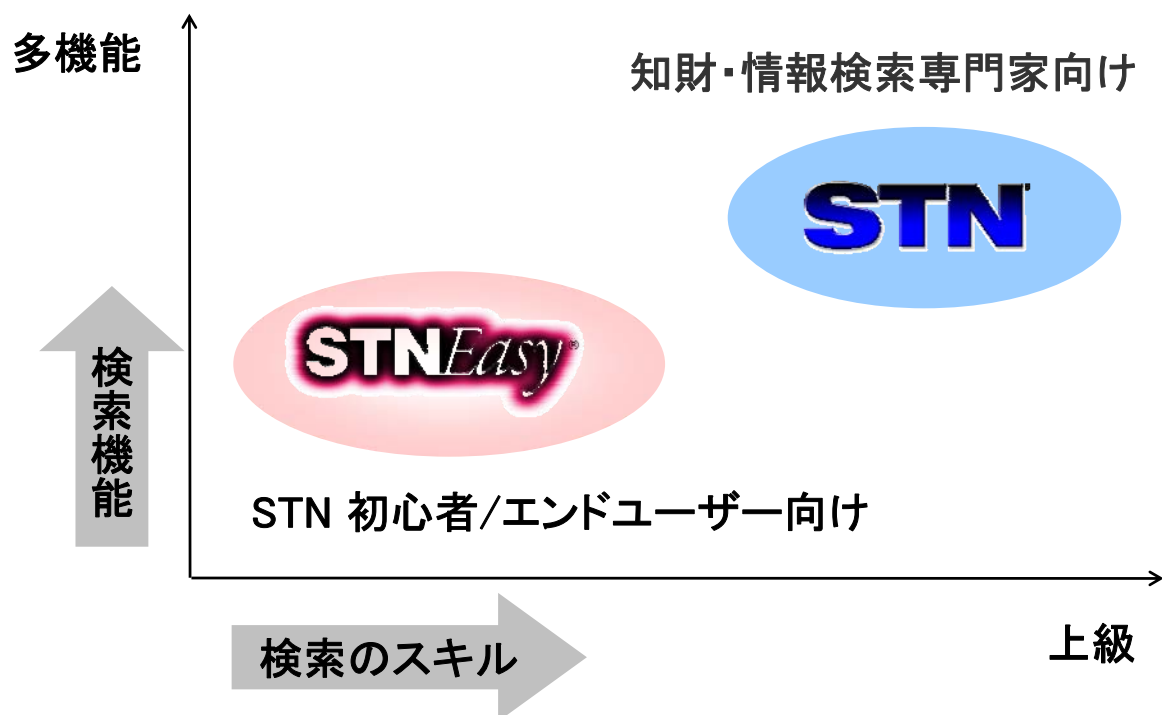 多機能
知財・情報検索専門家向け
STN
STNEasy®
検索機能
STN 初心者/エンドユーザー向け
検索のスキル
上級